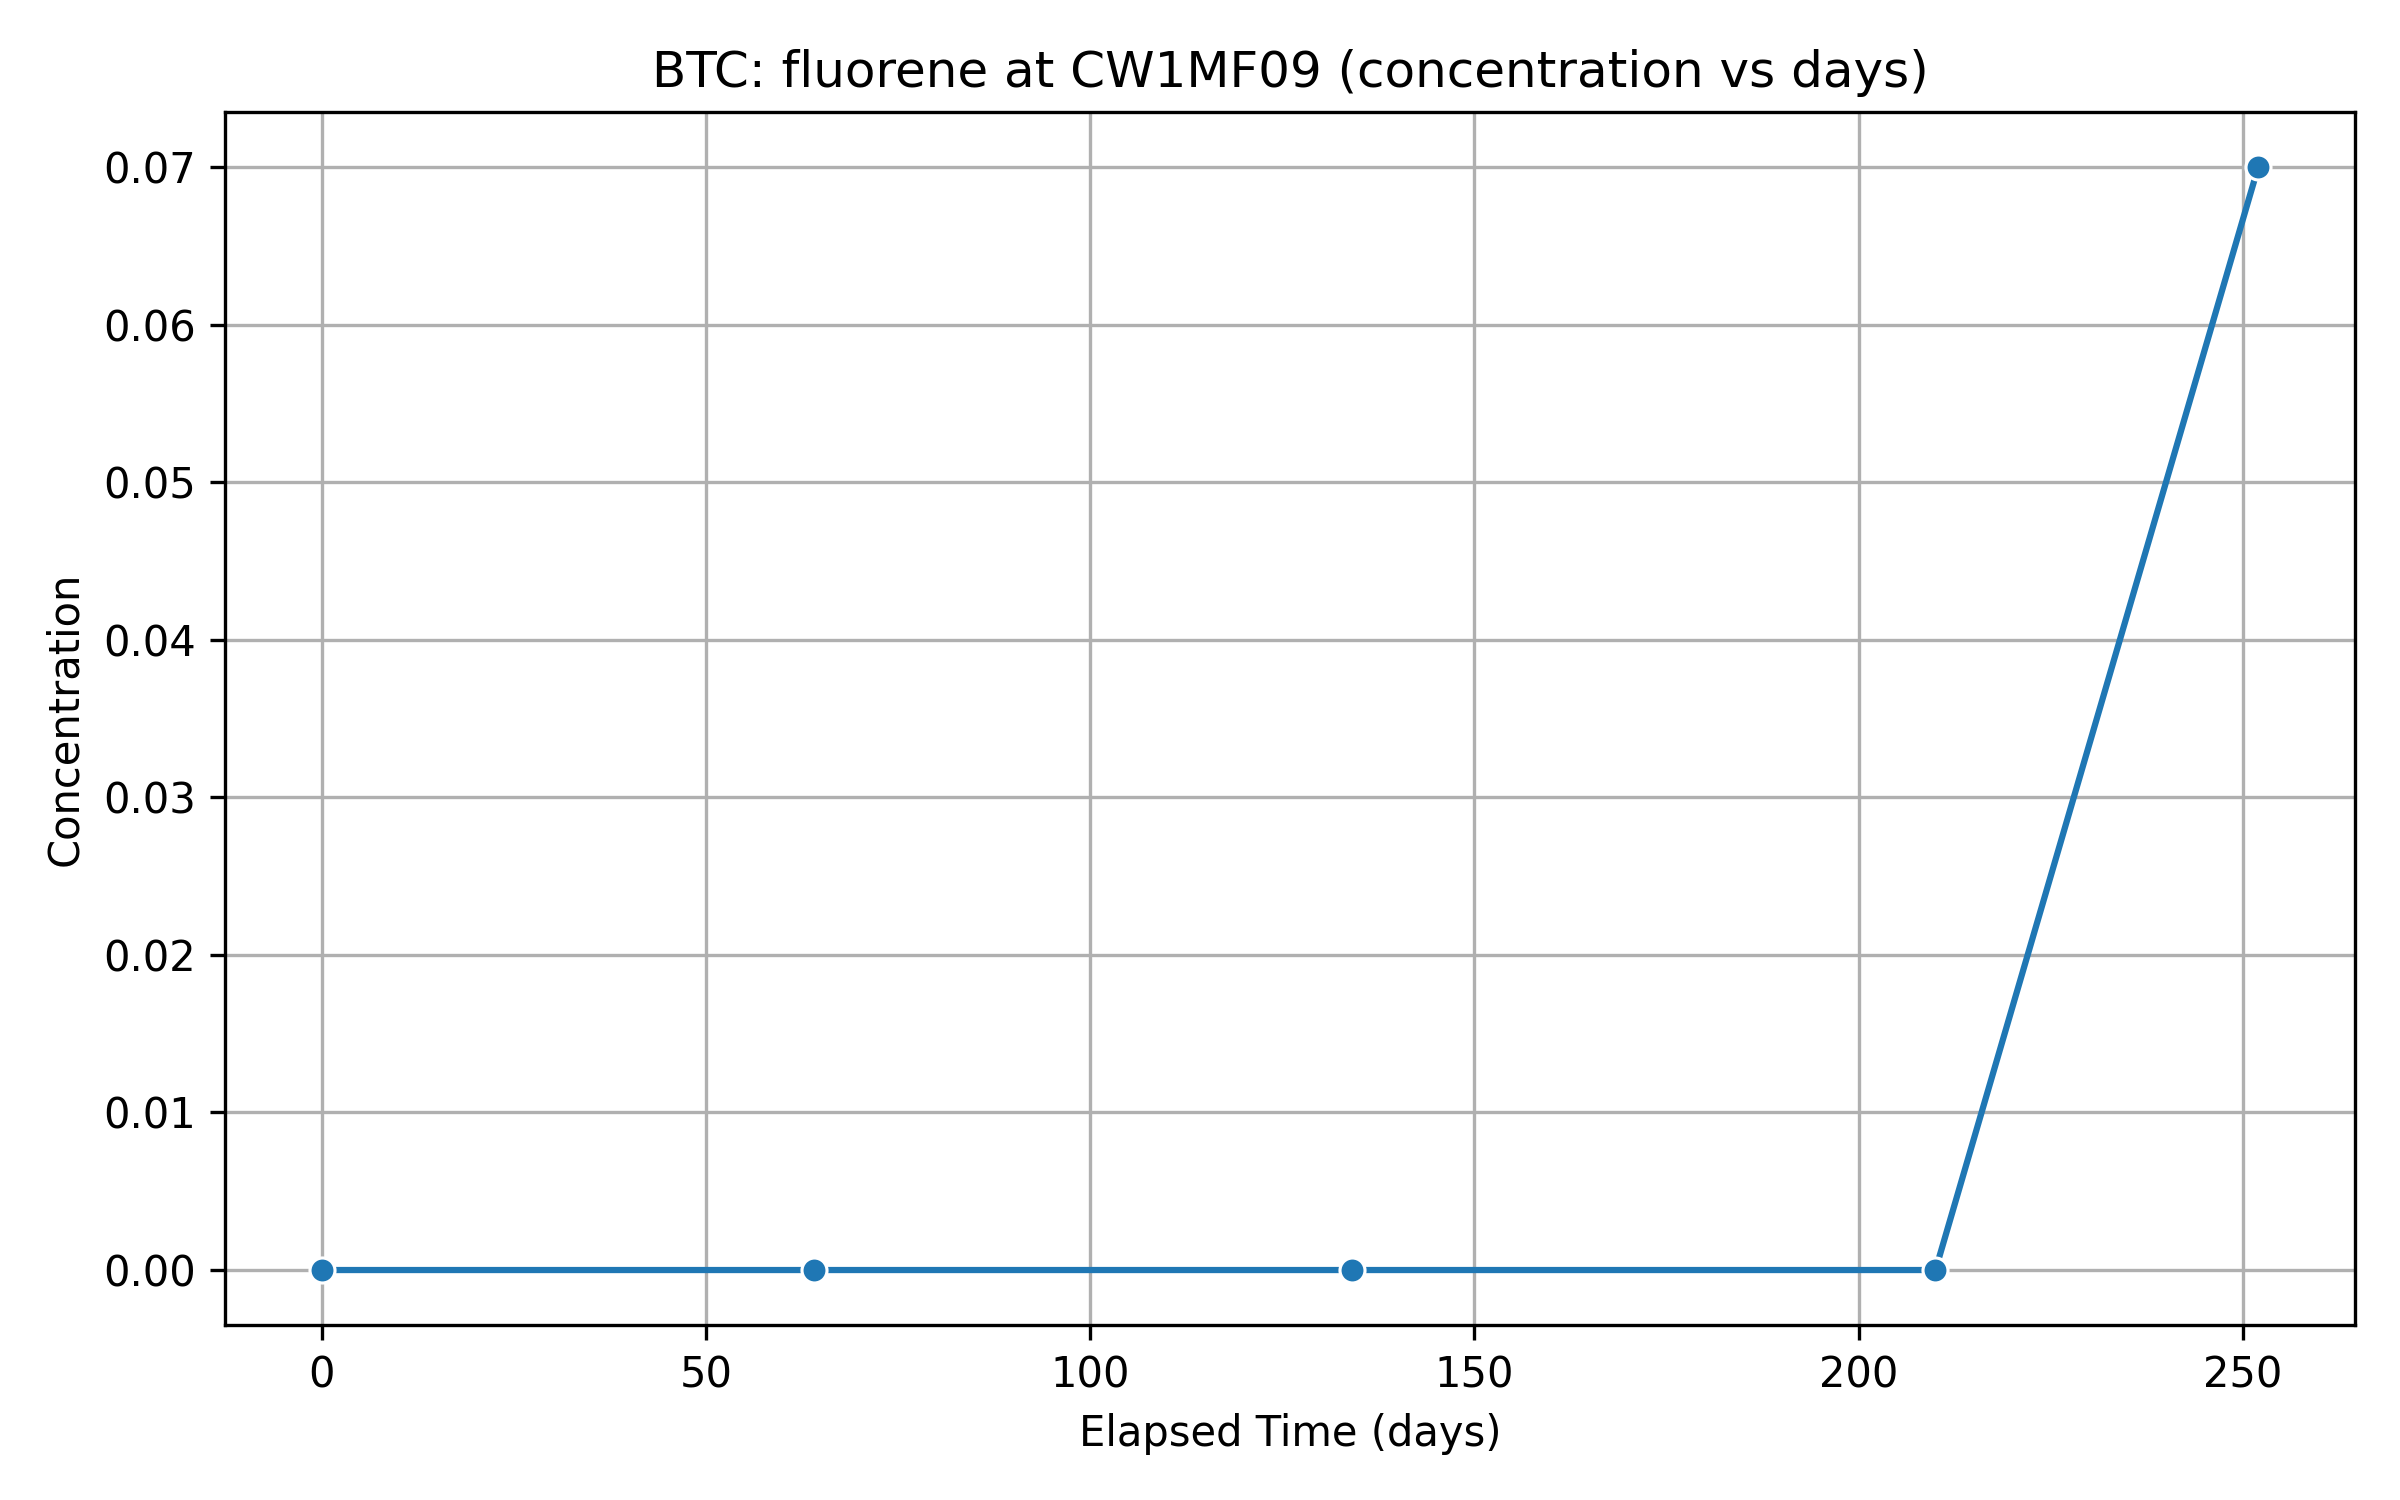 BTC: fluorene at CW1MF09 (concentration vs days)
0.07
0.06
0.05
0.04
0.03
0.02
0.01
0.00
Concentration
0 50 100 150 200 250
Elapsed Time (days)